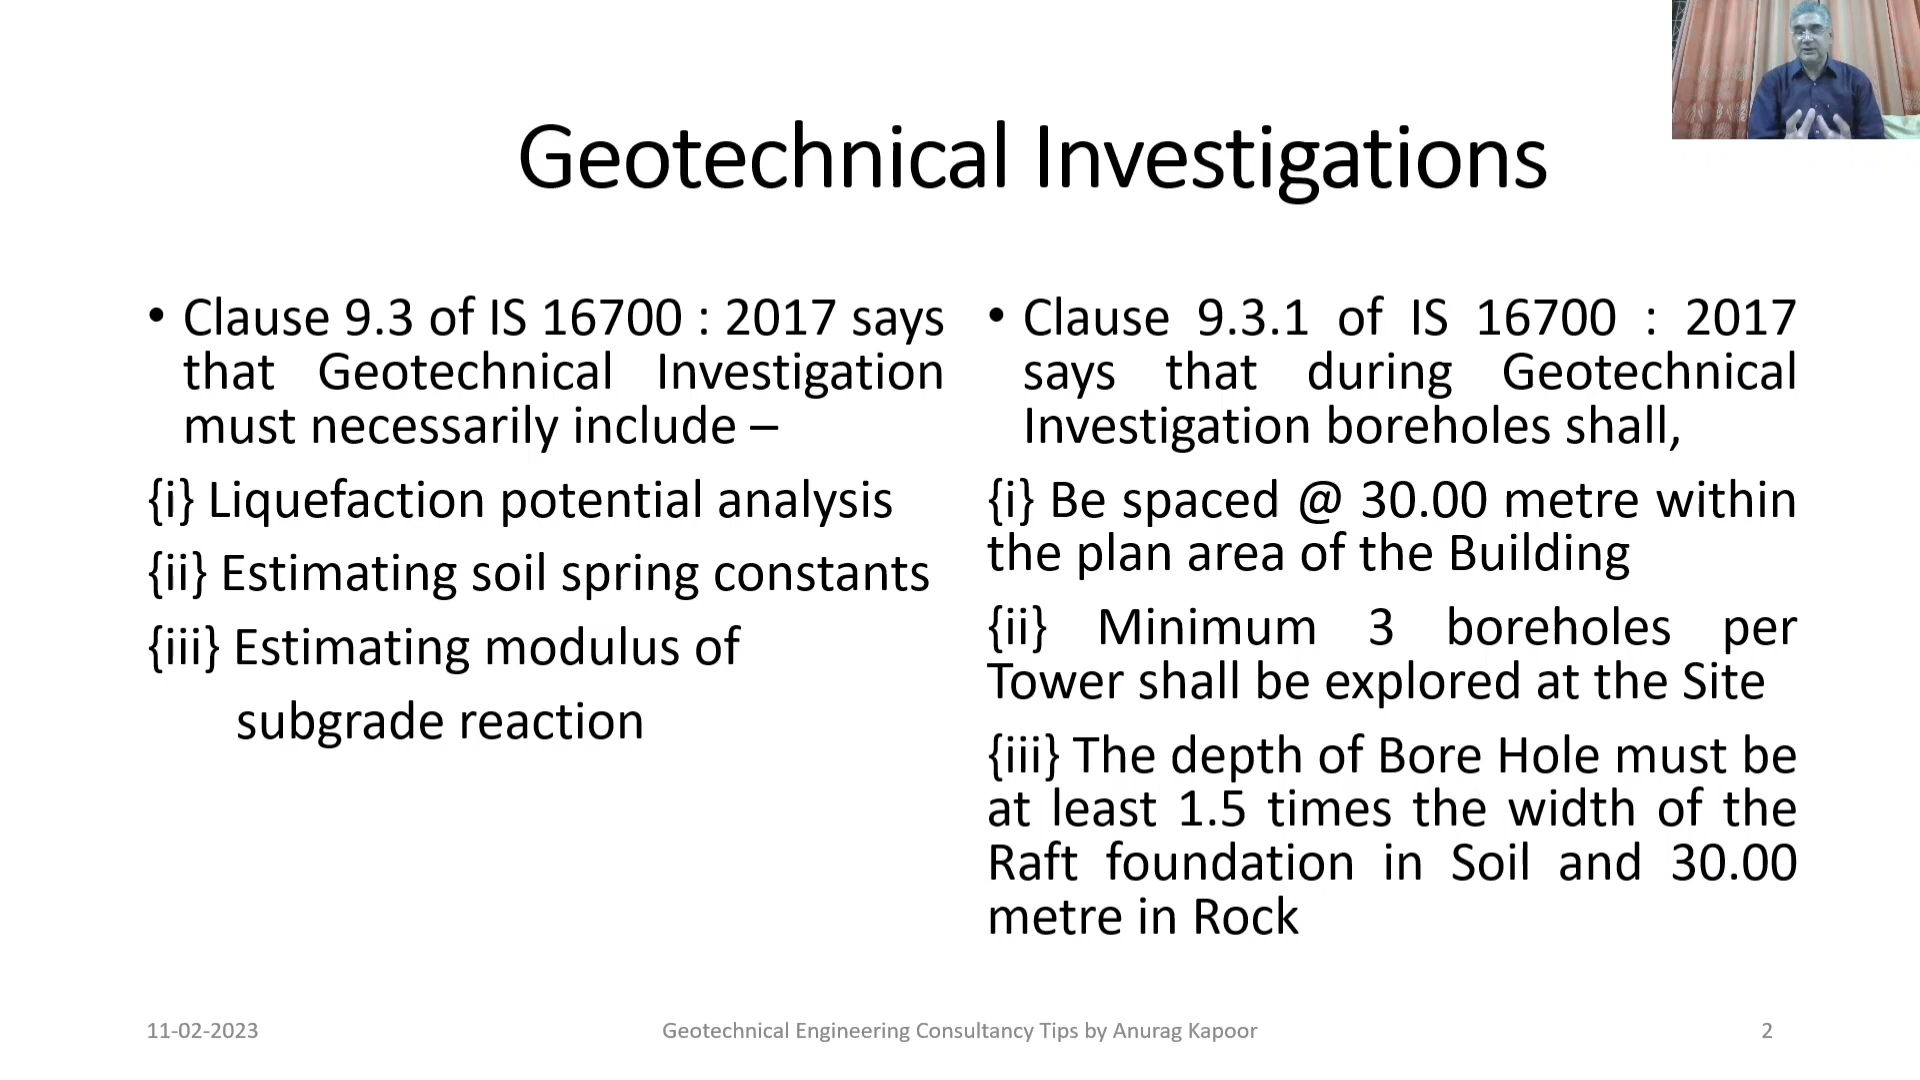 Geotechnical Investigations
• Clause 9.3 of IS 16700 : 2017 says
that Geotechnical Investigation
must necessarily include –
{i} Liquefaction potential analysis
{ii} Estimating soil spring constants
{iii} Estimating modulus of
subgrade reaction
• Clause 9.3.1 of IS 16700 : 2017
says that during Geotechnical
Investigation boreholes shall,
{i} Be spaced @ 30.00 metre within
the plan area of the Building
{ii} Minimum 3 boreholes per
Tower shall be explored at the Site
{iii} The depth of Bore Hole must be
at least 1.5 times the width of the
Raft foundation in Soil and 30.00
metre in Rock
11-02-2023
Geotechnical Engineering Consultancy Tips by Anurag Kapoor
2